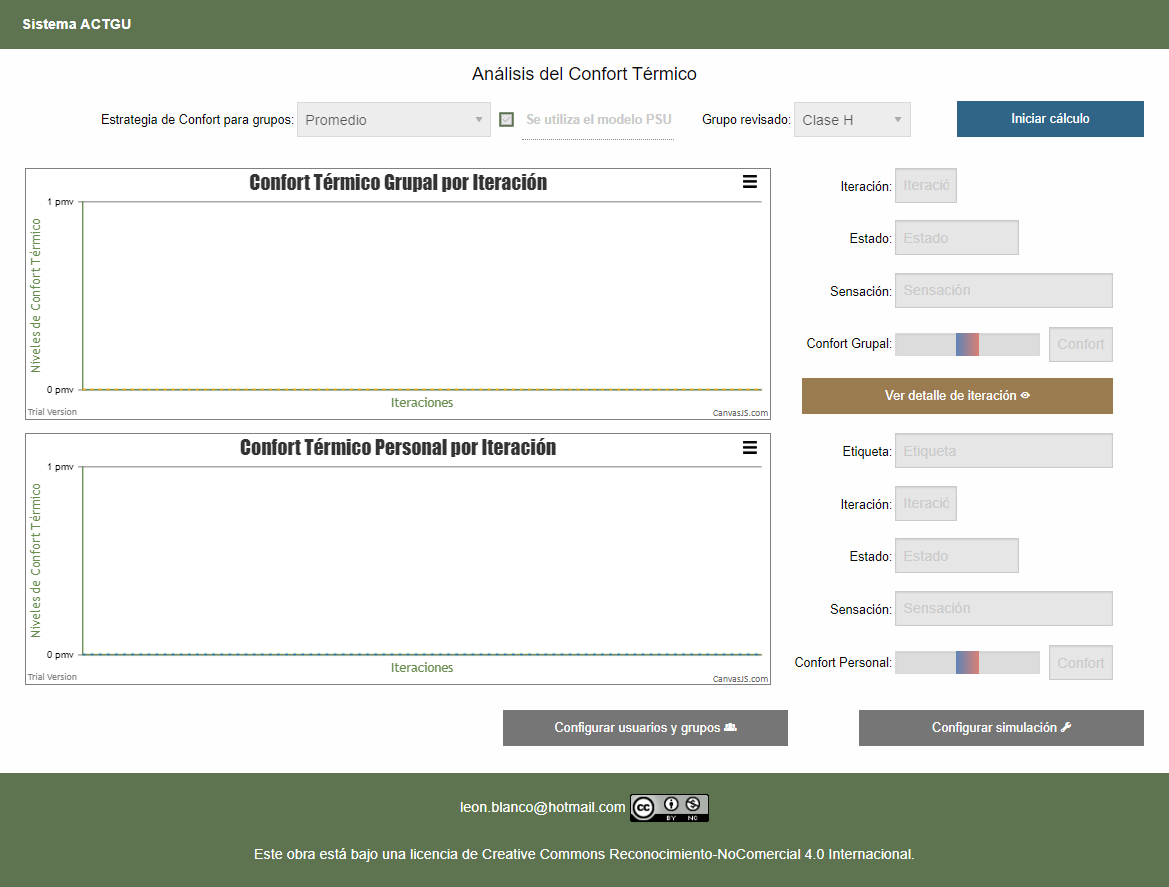 Sistema ACTGU
Análisis del Confort Térmico
Estrategia de Confort para grupos: Promedio Se utiliza el modelo PSU Grupo revisado: Clase H Iniciar cálculo
Confort Térmico Grupal por Iteración
1 pmv
Niveles de Confort Térmico
0 pmv
Iteraciones
Trial Version
CanvasJS.com
Iteración: Iteració
Estado: Estado
Sensación: Sensación
Confort Grupal: Confort
Ver detalle de iteración
Confort Térmico Personal por Iteración
1 pmv
Niveles de Confort Térmico
0 pmv
Iteraciones
Trial Version
CanvasJS.com
Etiqueta: Etiqueta
Iteración: Iteració
Estado: Estado
Sensación: Sensación
Confort Personal: Confort
Configurar usuarios y grupos Configurar simulación
leon.blanco@hotmail.com cc BY NC
Este obra está bajo una licencia de Creative Commons Reconocimiento-NoComercial 4.0 Internacional.